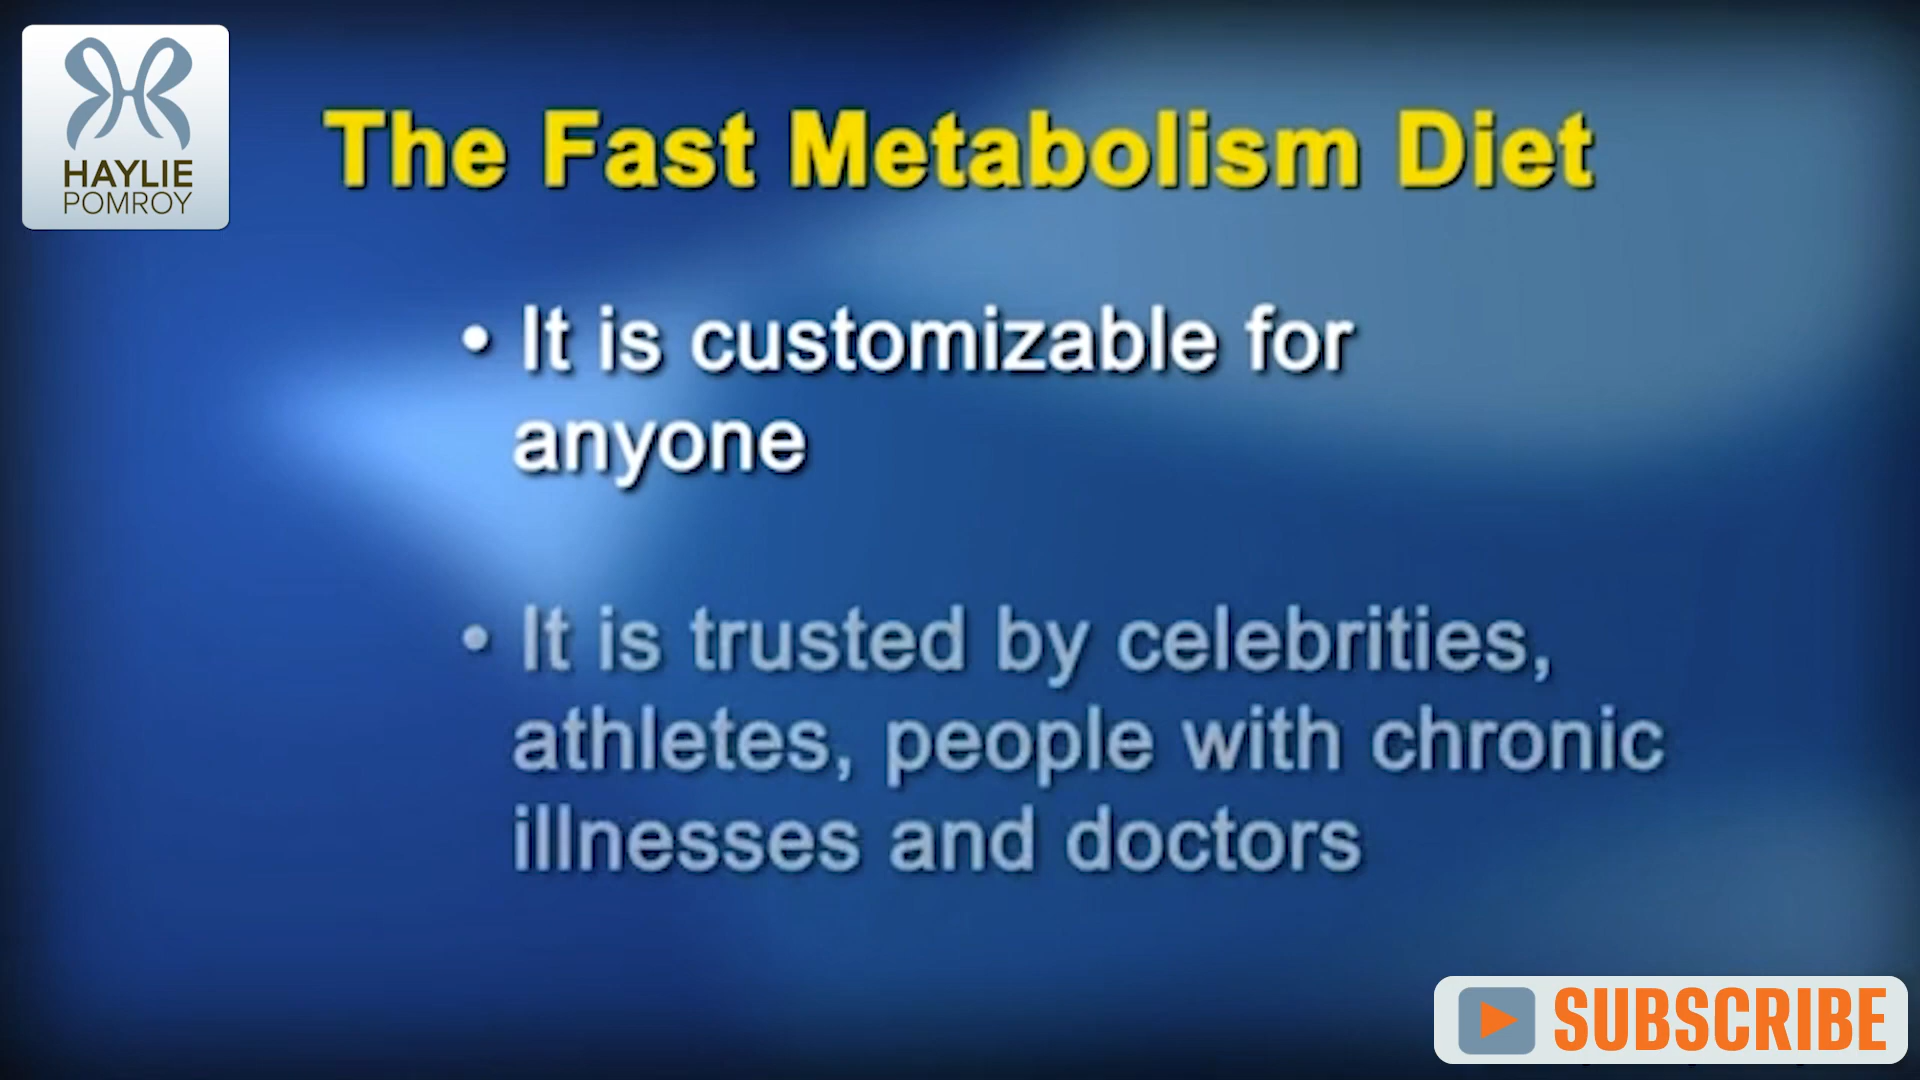 HAYLIE
POMROY
The Fast Metabolism Diet
• It is customizable for
anyone
• It is trusted by celebrities,
athletes, people with chronic
illnesses and doctors
SUBSCRIBE